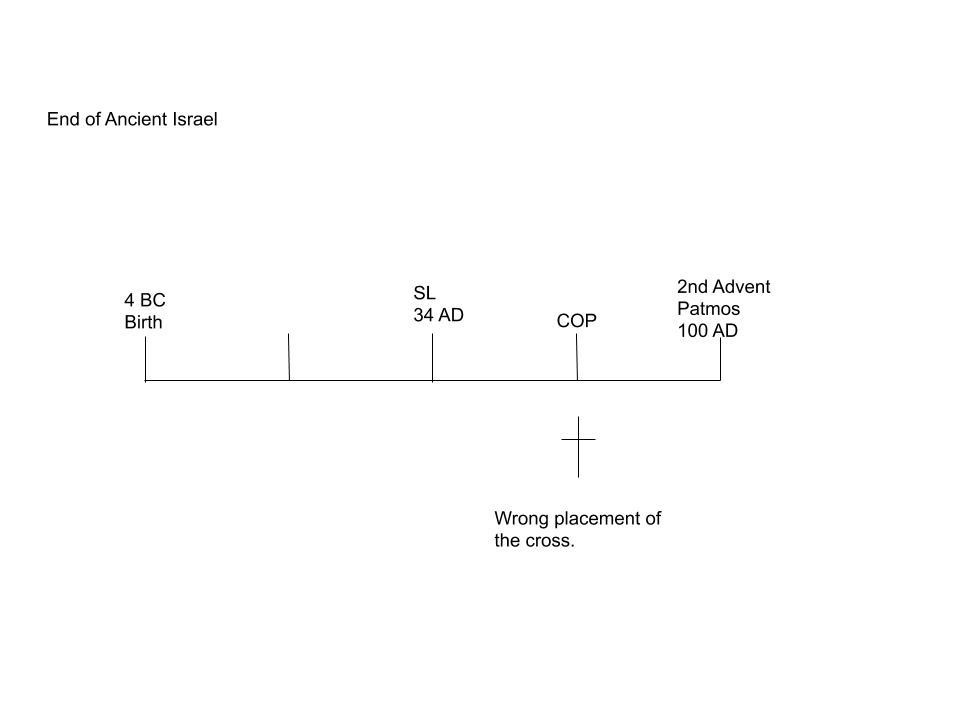 End of Ancient Israel
4 BC
Birth
SL
34 AD
COP
2nd Advent
Patmos
100 AD
Wrong placement of
the cross.